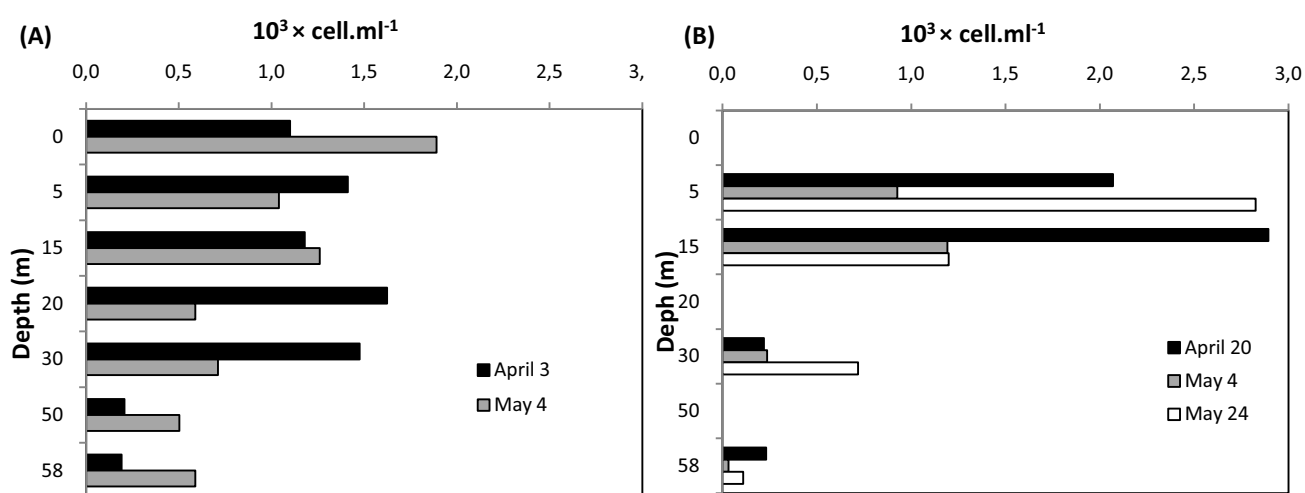 (A)
10³ × cell.ml⁻¹
0,0 0,5 1,0 1,5 2,0 2,5 3,
Depth (m)
0
5
15
20
30
50
58
April 3
May 4
(B)
10³ × cell.ml⁻¹
0,0 0,5 1,0 1,5 2,0 2,5 3,0
Deph (m)
0
5
15
20
30
50
58
April 20
May 4
May 24